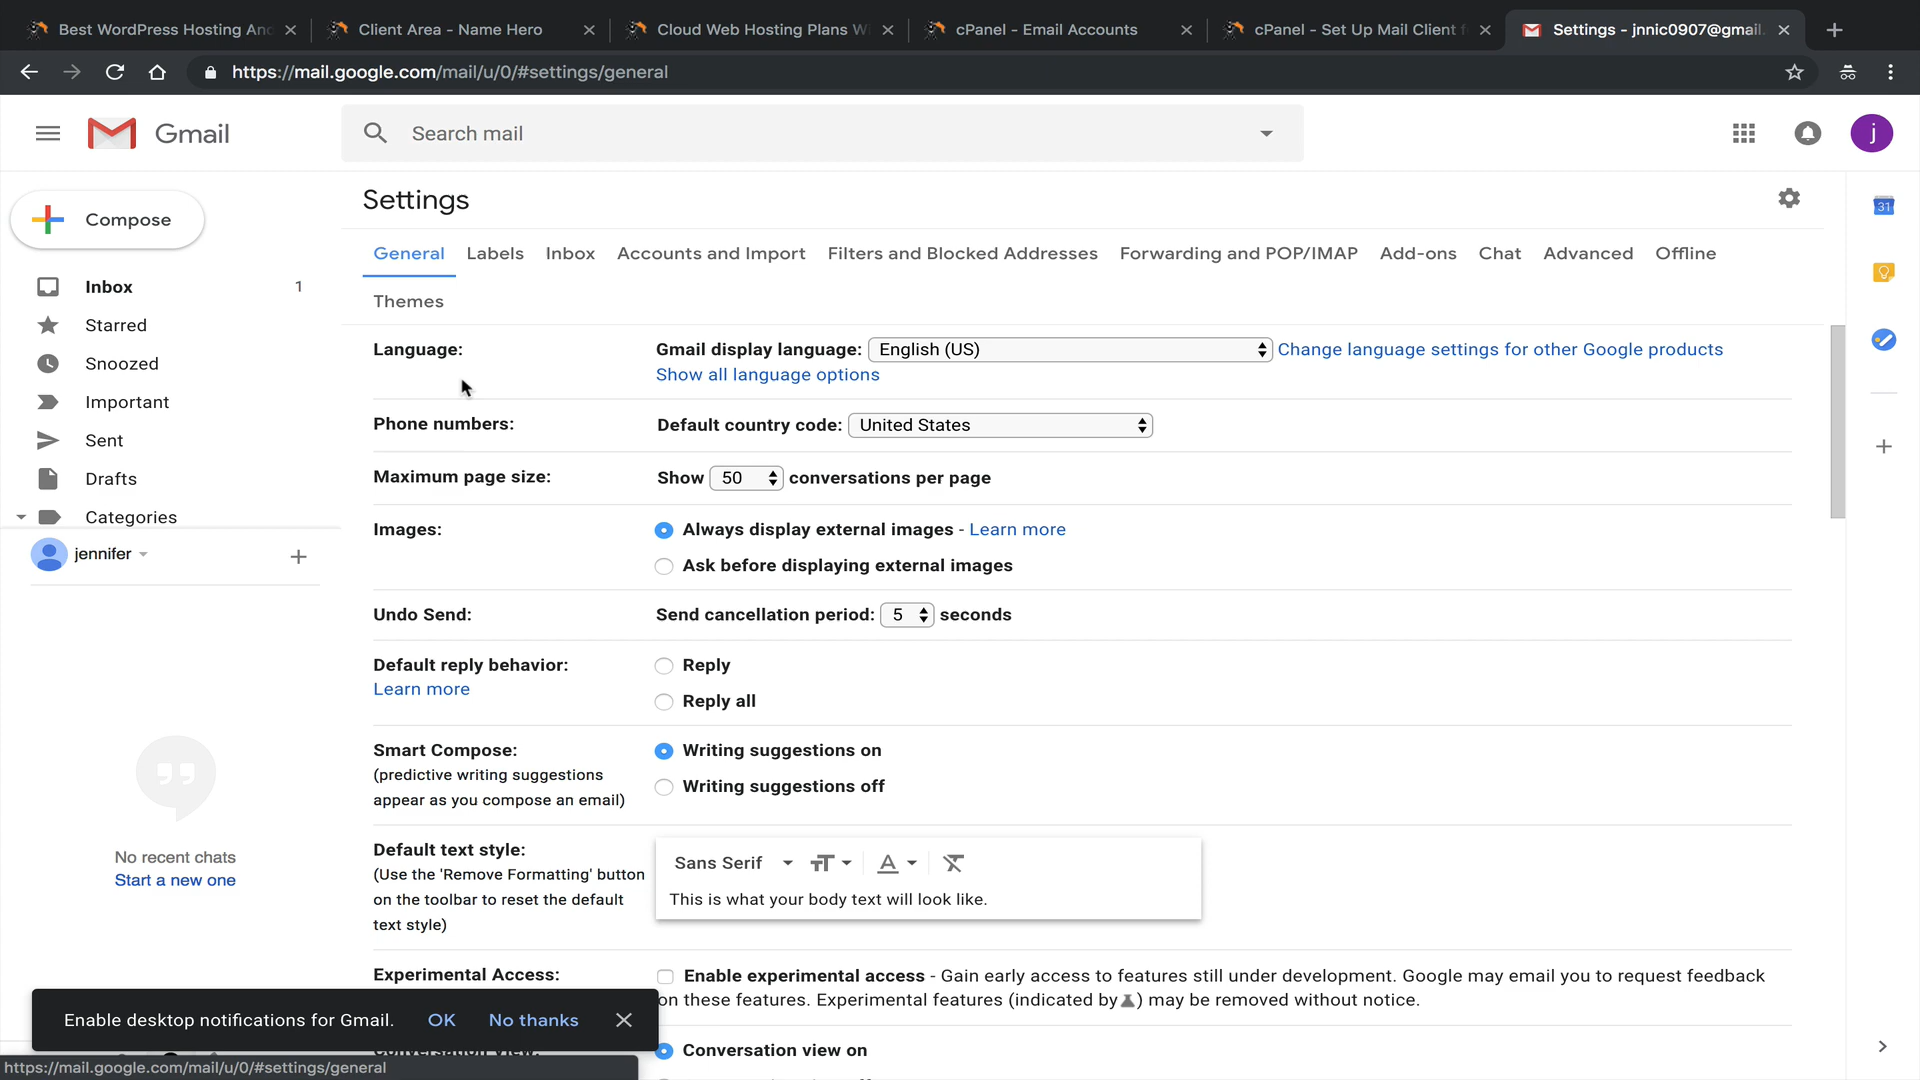 Best WordPress Hosting An
Client Area - Name Hero
Cloud Web Hosting Plans W
cPanel - Email Accounts
cPanel - Set Up Mail Client f
Settings - jnnic0907@gmail.
https://mail.google.com/mail/u/0/#settings/general
Gmail
Search mail
j
Compose
Inbox 1
Starred
Snoozed
Important
Sent
Drafts
Categories
jennifer
No recent chats
Start a new one
Settings
General Labels Inbox Accounts and Import Filters and Blocked Addresses Forwarding and POP/IMAP Add-ons Chat Advanced Offline
Themes
Language: Gmail display language: English (US) Change language settings for other Google products
Show all language options
Phone numbers: Default country code: United States
Maximum page size: Show 50 conversations per page
Images: Always display external images - Learn more
Ask before displaying external images
Undo Send: Send cancellation period: 5 seconds
Default reply behavior: Reply
Learn more
Reply all
Smart Compose: Writing suggestions on
(predictive writing suggestions
appear as you compose an email) Writing suggestions off
Default text style: Sans Serif
(Use the 'Remove Formatting' button
on the toolbar to reset the default
text style)
This is what your body text will look like.
Experimental Access: Enable experimental access - Gain early access to features still under development. Google may email you to request feedback
on these features. Experimental features (indicated by ) may be removed without notice.
Conversation view on
31
Enable desktop notifications for Gmail. OK No thanks
https://mail.google.com/mail/u/0/#settings/general